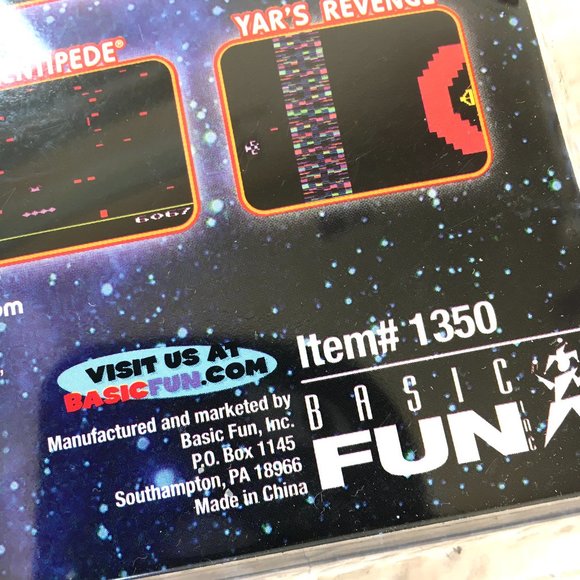 YAR'S REVENGE
ENTIPEDE®
6067
om
VISIT US AT
BASICFUN.COM
Manufactured and marketed by
Basic Fun, Inc.
P.O. Box 1145
Southampton, PA 18966
Made in China
Item# 1350
BASIC
FUN INC